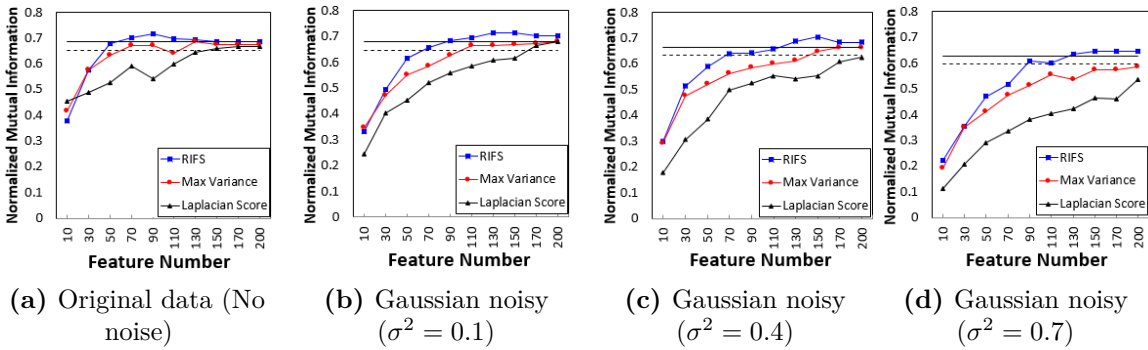 Normalized Mutual Information
0.8
0.7
0.6
0.5
0.4
0.3
0.2
0.1
0
RIFS
Max Variance
Laplacian Score
10 30 50 70 90 110 130 150 170 200
Feature Number
(a) Original data (No
noise)
Normalized Mutual Information
0.8
0.7
0.6
0.5
0.4
0.3
0.2
0.1
0
RIFS
Max Variance
Laplacian Score
10 30 50 70 90 110 130 150 170 200
Feature Number
(b) Gaussian noisy
(σ² = 0.1)
Normalized Mutual Information
0.8
0.7
0.6
0.5
0.4
0.3
0.2
0.1
0
RIFS
Max Variance
Laplacian Score
10 30 50 70 90 110 130 150 170 200
Feature Number
(c) Gaussian noisy
(σ² = 0.4)
Normalized Mutual Information
0.8
0.7
0.6
0.5
0.4
0.3
0.2
0.1
0
RIFS
Max Variance
Laplacian Score
10 30 50 70 90 110 130 150 170 200
Feature Number
(d) Gaussian noisy
(σ² = 0.7)